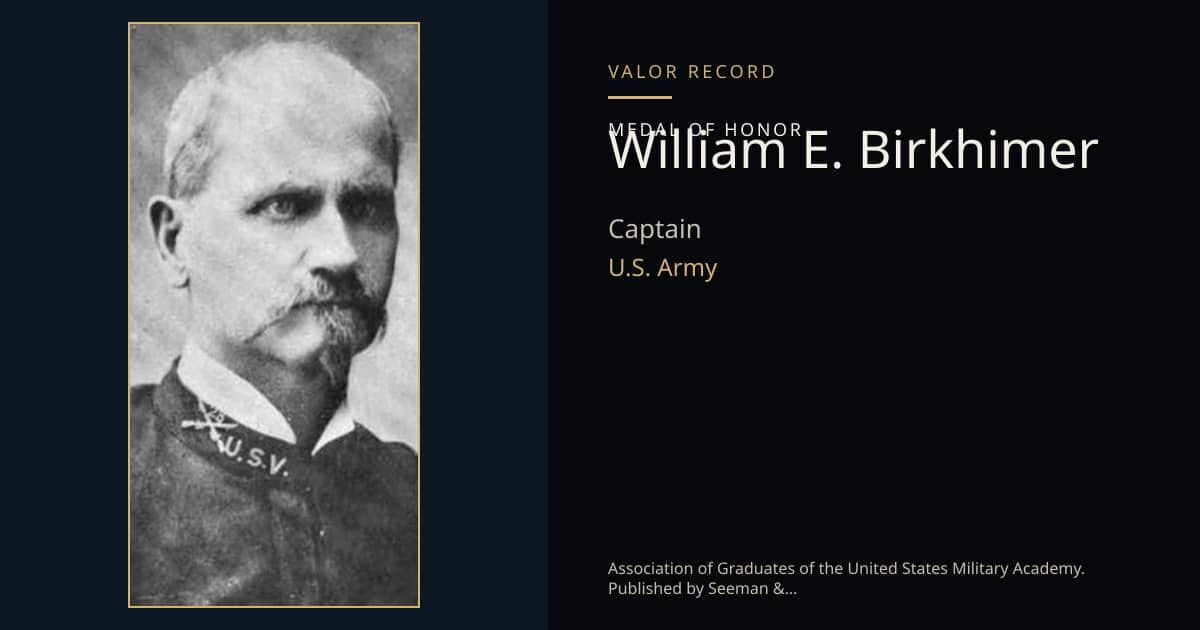 VALOR RECORD
MEDAL OF HONOR
William E. Birkhimer
Captain
U.S. Army
28
U.S.V.
Association of Graduates of the United States Military Academy.
Published by Seeman &...